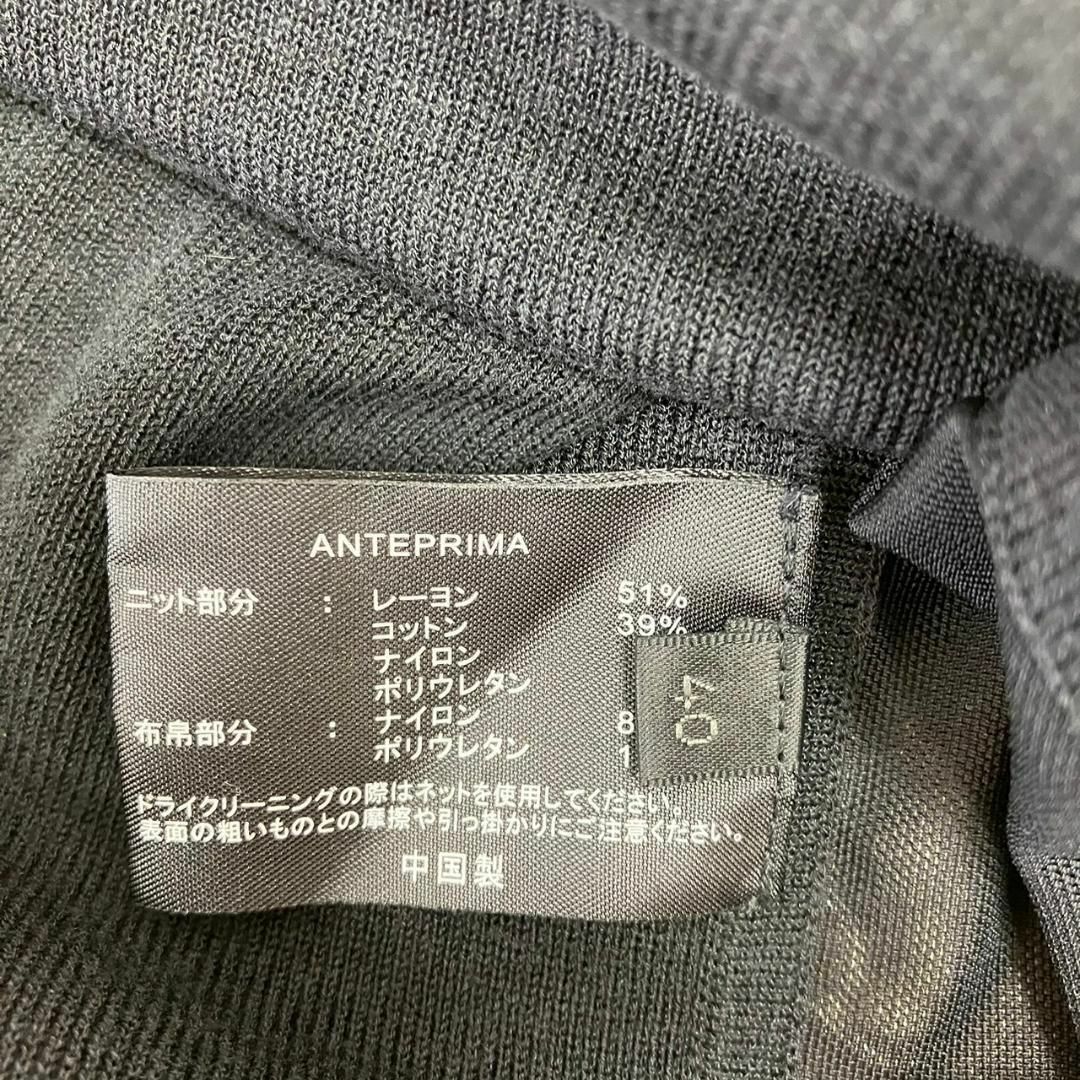 ANTEPRIMA
ニット部分 : レーヨン 51%
コットン 39%
ナイロン
ポリウレタン
布帛部分 : ナイロン 8
ポリウレタン 1
ドライクリーニングの際はネットを使用してください。
表面の粗いものとの摩擦や引っ掛かりにご注意ください。
中国製
40